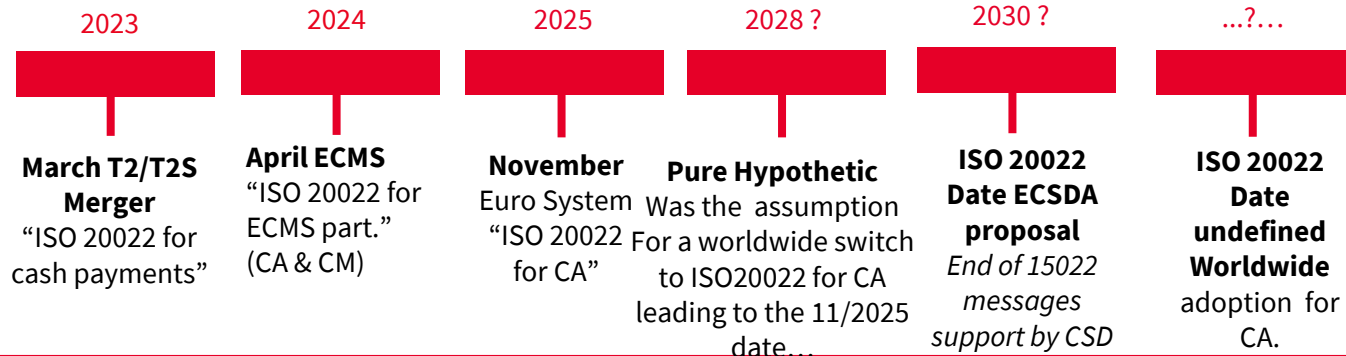 2023
March T2/T2S
Merger
“ISO 20022 for
cash payments”
2024
April ECMS
“ISO 20022 for
ECMS part.”
(CA & CM)
2025
November
Euro System
“ISO 20022
for CA”
2028 ?
Pure Hypothetic
Was the assumption
For a worldwide switch
to ISO20022 for CA
leading to the 11/2025
date…
2030 ?
ISO 20022
Date ECSDA
proposal
End of 15022
messages
support by CSD
...?…
ISO 20022
Date
undefined
Worldwide
adoption for
CA.